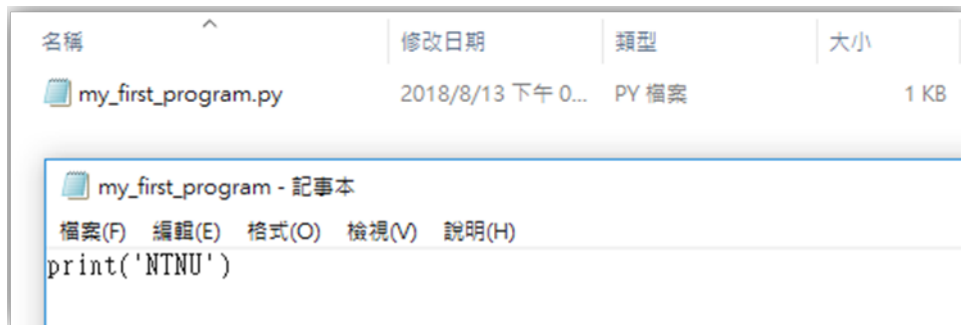 名稱 修改日期 類型 大小
my_first_program.py 2018/8/13 下午 0... PY 檔案 1 KB
my_first_program - 記事本
檔案(F) 編輯(E) 格式(O) 檢視(V) 說明(H)
print('NTNU')